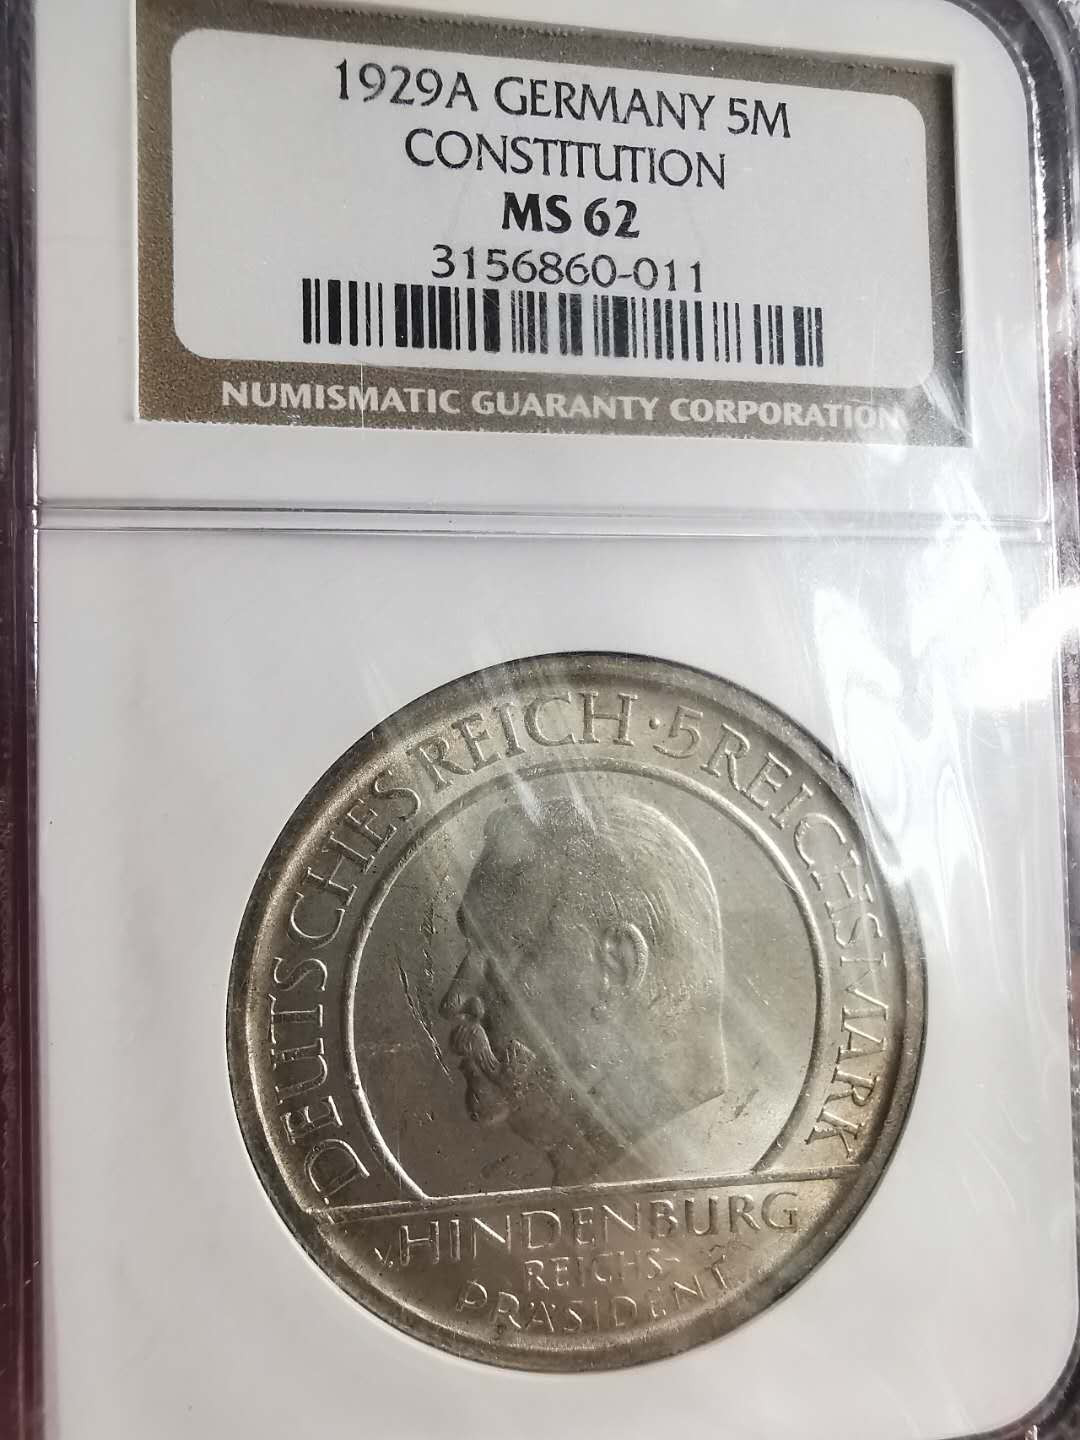 1929A GERMANY 5M
CONSTITUTION
MS 62
3156860-011
NUMISMATIC GUARANTY CORPORATION
DEUTSCHES REICH · 5 REICHSMARK
v. HINDENBURG
REICHS-
PRÄSIDENT